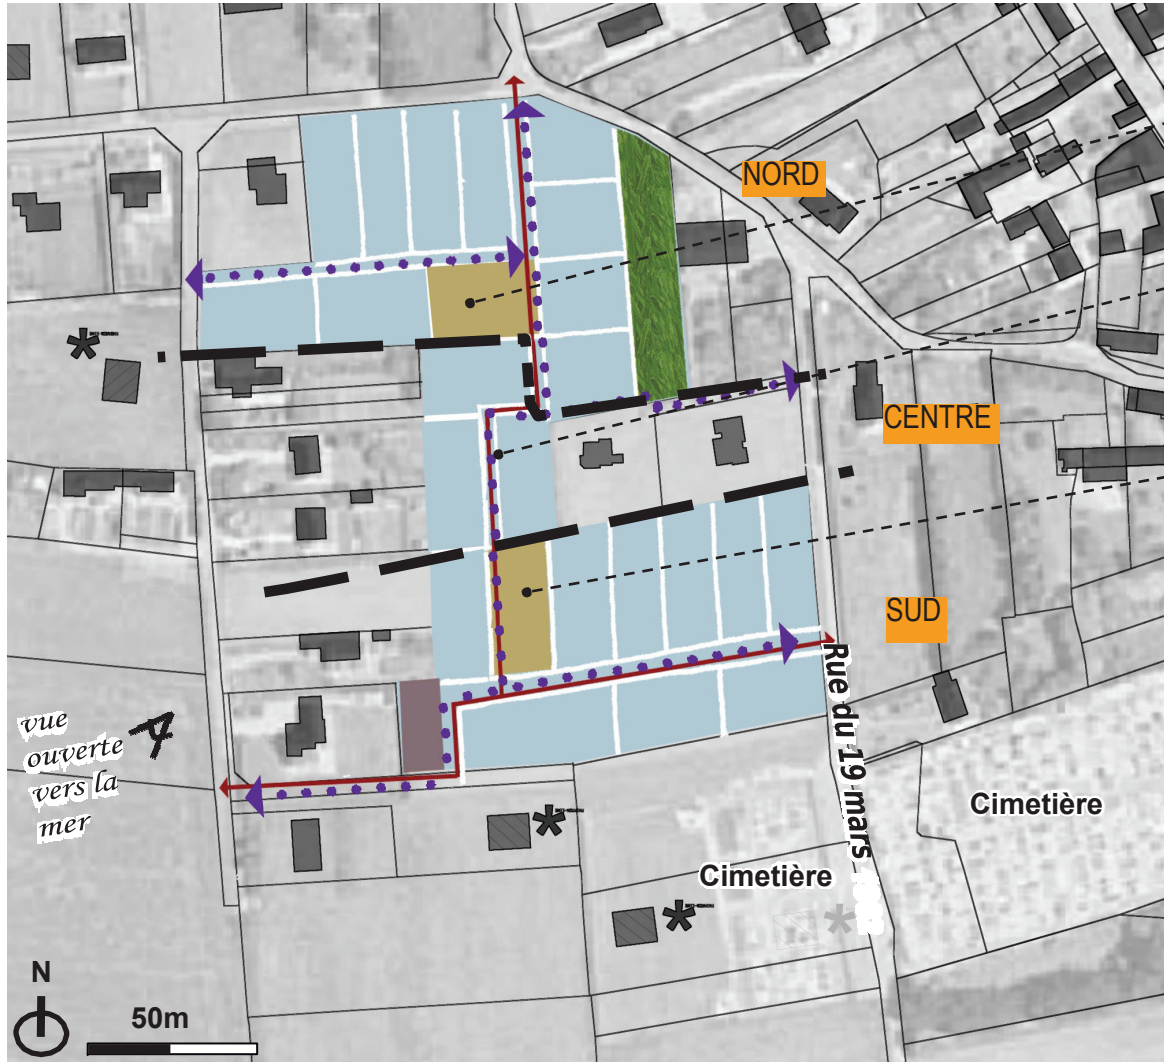 NORD
CENTRE
SUD
Rue du 19 mars
vue
ouverte
vers la
mer
Cimetière
Cimetière
N
50m